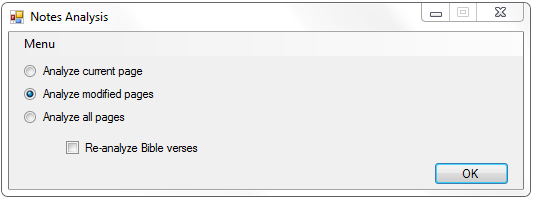 Notes Analysis
Menu
Analyze current page
Analyze modified pages
Analyze all pages
Re-analyze Bible verses
OK